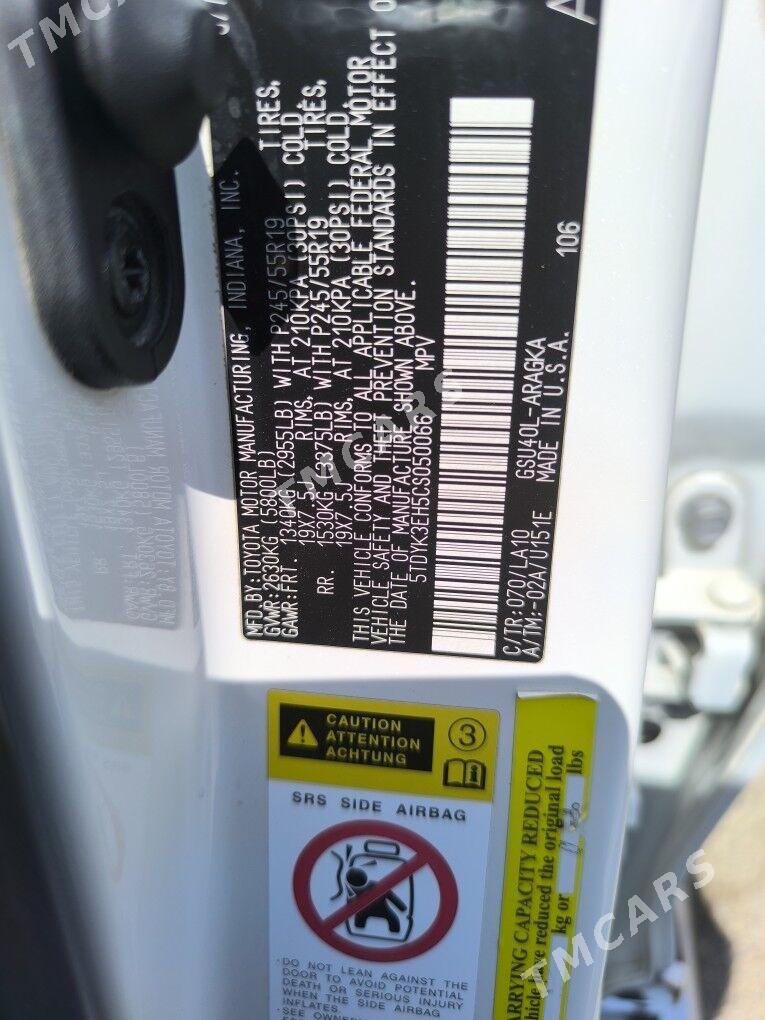 MFD.BY:TOYOTA MOTOR MANUFACTURING, INDIANA, INC.
GVWR:2630KG (5800LB)
GAWR:FRT. 1340KG (2955LB) WITH P245/55R19 TIRES,
19X7.5J RIMS, AT 210KPA (30PSI) COLD.
RR. 1530KG (3375LB) WITH P245/55R19 TIRES,
19X7.5J RIMS, AT 210KPA (30PSI) COLD.
THIS VEHICLE CONFORMS TO ALL APPLICABLE FEDERAL MOTOR
VEHICLE SAFETY AND THEFT PREVENTION STANDARDS IN EFFECT O
THE DATE OF MANUFACTURE SHOWN ABOVE.
5TDYK3EH5CS050066 MPV
C/TR:070/LA10 GSU40L-ARAGKA 106
A/TM:-02A/U151E MADE IN U.S.A.
CAUTION
ATTENTION
ACHTUNG
3
SRS SIDE AIRBAG
·DO NOT LEAN AGAINST THE
DOOR TO AVOID POTENTIAL
DEATH OR SERIOUS INJURY
WHEN THE SIDE AIRBAG
INFLATES.
·SEE OWNER
ARRYING CAPACITY REDUCED
reduced the original load
kg or lbs
TMCARS
TMCARS
TMCARS
TMCARS